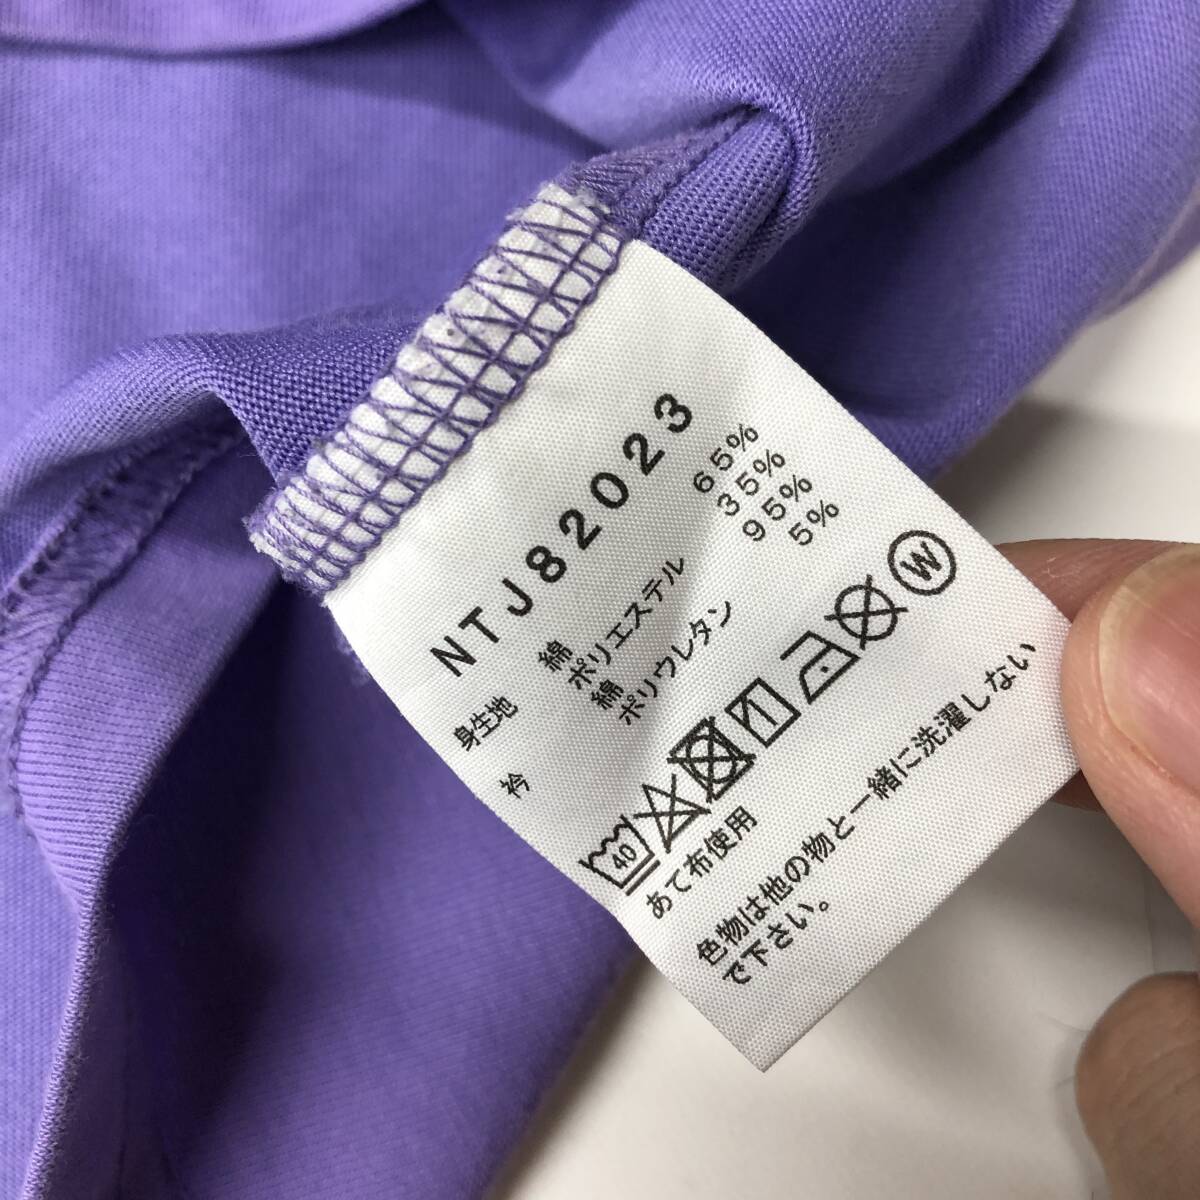 NTJ82023
身生地 綿 65%
ポリエステル 35%
衿 綿 95%
ポリウレタン 5%
40 W
あて布使用
色物は他の物と一緒に洗濯しない
で下さい。